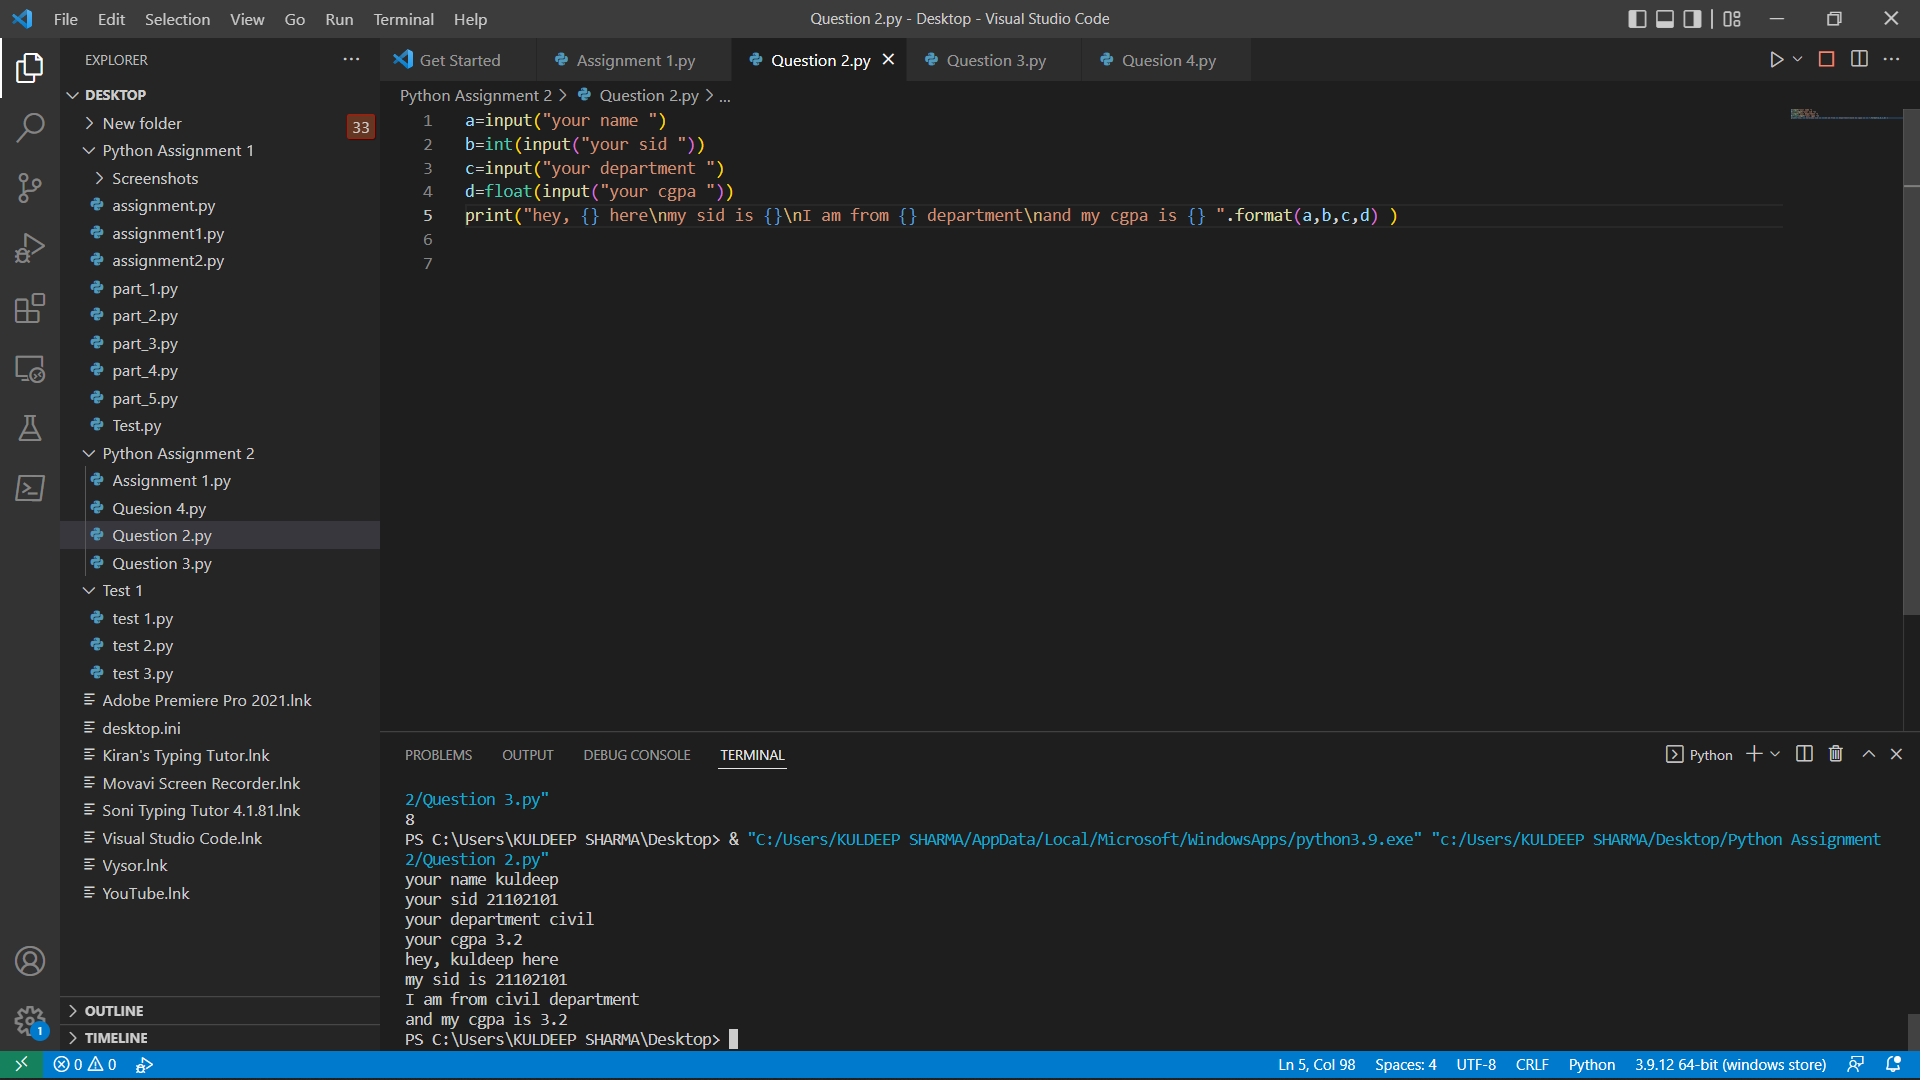 File Edit Selection View Go Run Terminal Help
Question 2.py - Desktop - Visual Studio Code
EXPLORER
Get Started
Assignment 1.py
Question 2.py
Question 3.py
Quesion 4.py
DESKTOP
New folder
33
Python Assignment 1
Screenshots
assignment.py
assignment1.py
assignment2.py
part_1.py
part_2.py
part_3.py
part_4.py
part_5.py
Test.py
Python Assignment 2
Assignment 1.py
Quesion 4.py
Question 2.py
Question 3.py
Test 1
test 1.py
test 2.py
test 3.py
Adobe Premiere Pro 2021.lnk
desktop.ini
Kiran's Typing Tutor.lnk
Movavi Screen Recorder.lnk
Soni Typing Tutor 4.1.81.lnk
Visual Studio Code.lnk
Vysor.lnk
YouTube.lnk
OUTLINE
TIMELINE
Python Assignment 2 > Question 2.py > ...
1 a=input("your name ")
2 b=int(input("your sid "))
3 c=input("your department ")
4 d=float(input("your cgpa "))
5 print("hey, {} here\nmy sid is {}\nI am from {} department\nand my cgpa is {} ".format(a,b,c,d) )
6
7
PROBLEMS OUTPUT DEBUG CONSOLE TERMINAL
Python
2/Question 3.py"
8
PS C:\Users\KULDEEP SHARMA\Desktop> & "C:/Users/KULDEEP SHARMA/AppData/Local/Microsoft/WindowsApps/python3.9.exe" "c:/Users/KULDEEP SHARMA/Desktop/Python Assignment
2/Question 2.py"
your name kuldeep
your sid 21102101
your department civil
your cgpa 3.2
hey, kuldeep here
my sid is 21102101
I am from civil department
and my cgpa is 3.2
PS C:\Users\KULDEEP SHARMA\Desktop>
1
0 0
Ln 5, Col 98 Spaces: 4 UTF-8 CRLF Python 3.9.12 64-bit (windows store)